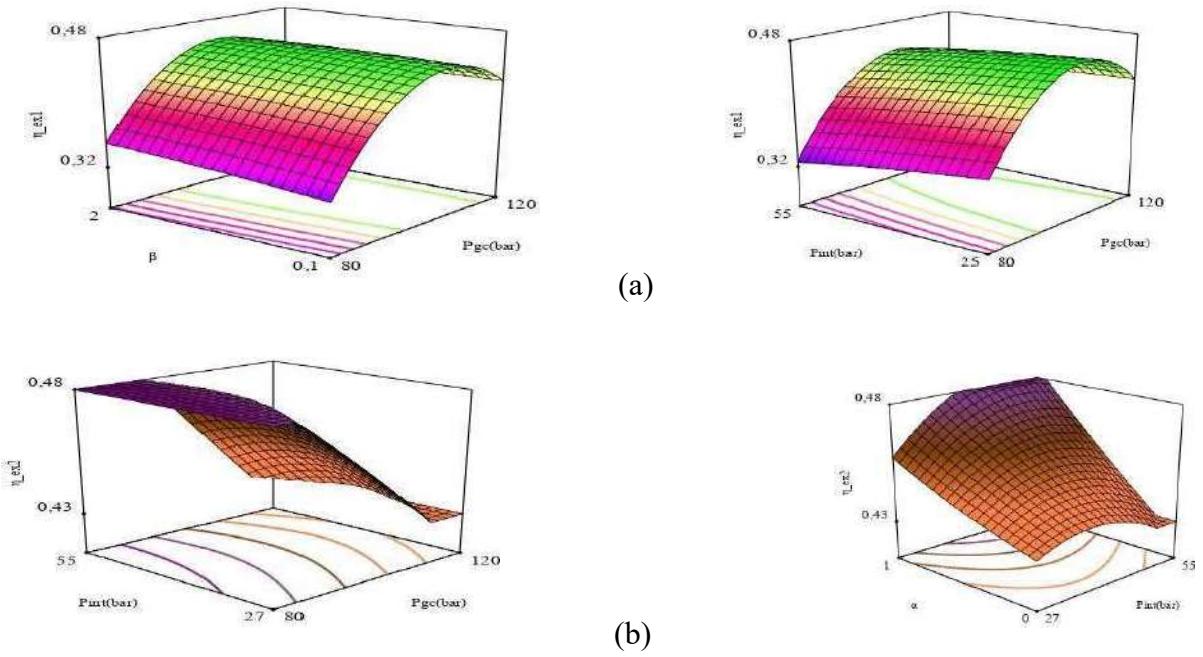 0,48
η_ex1
0,32
2
β
0,1
80
Pgc(bar)
120
0,48
η_ex1
0,32
55
Pint(bar)
25
80
Pgc(bar)
120
(a)
0,48
η_ex2
0,43
55
Pint(bar)
27
80
Pgc(bar)
120
0,48
η_ex2
0,43
1
α
0
27
Pint(bar)
55
(b)